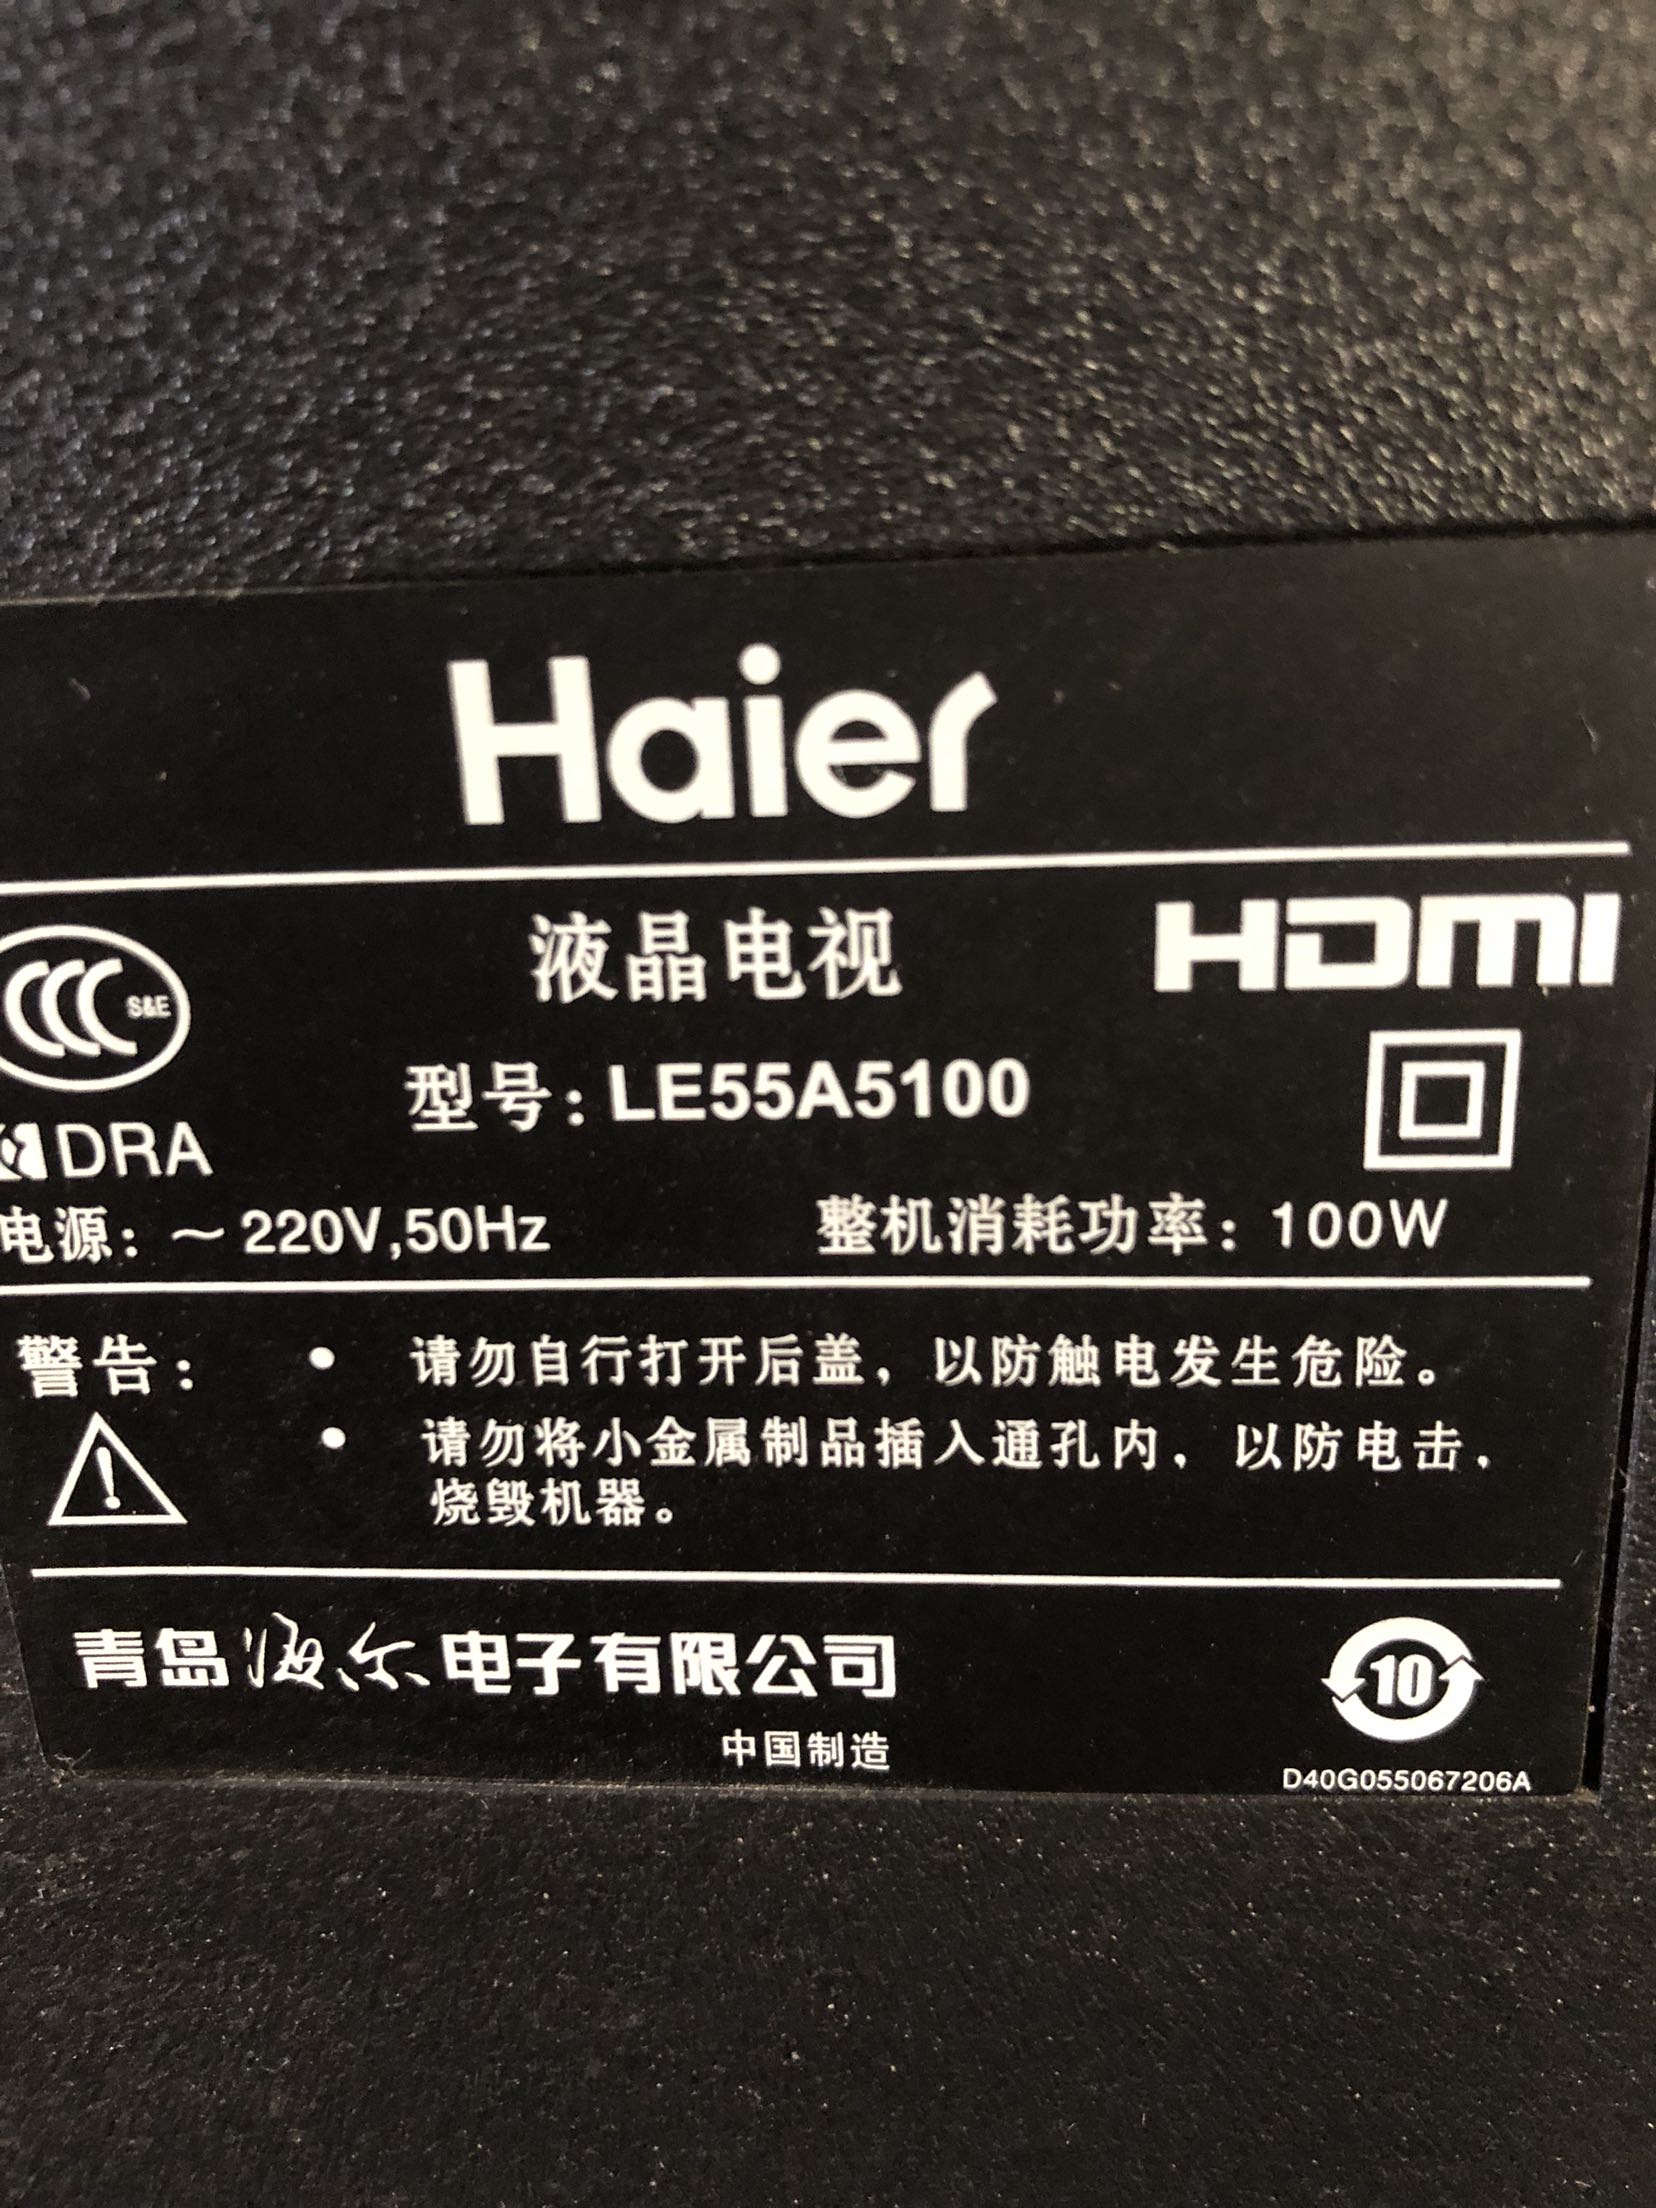 Haier
液晶电视
HDMI
CCC S&E
型号：LE55A5100
DRA
电源：～220V,50Hz
整机消耗功率：100W
警告：
• 请勿自行打开后盖，以防触电发生危险。
• 请勿将小金属制品插入通孔内，以防电击，
烧毁机器。
青岛海尔电子有限公司
10
中国制造
D40G055067206A